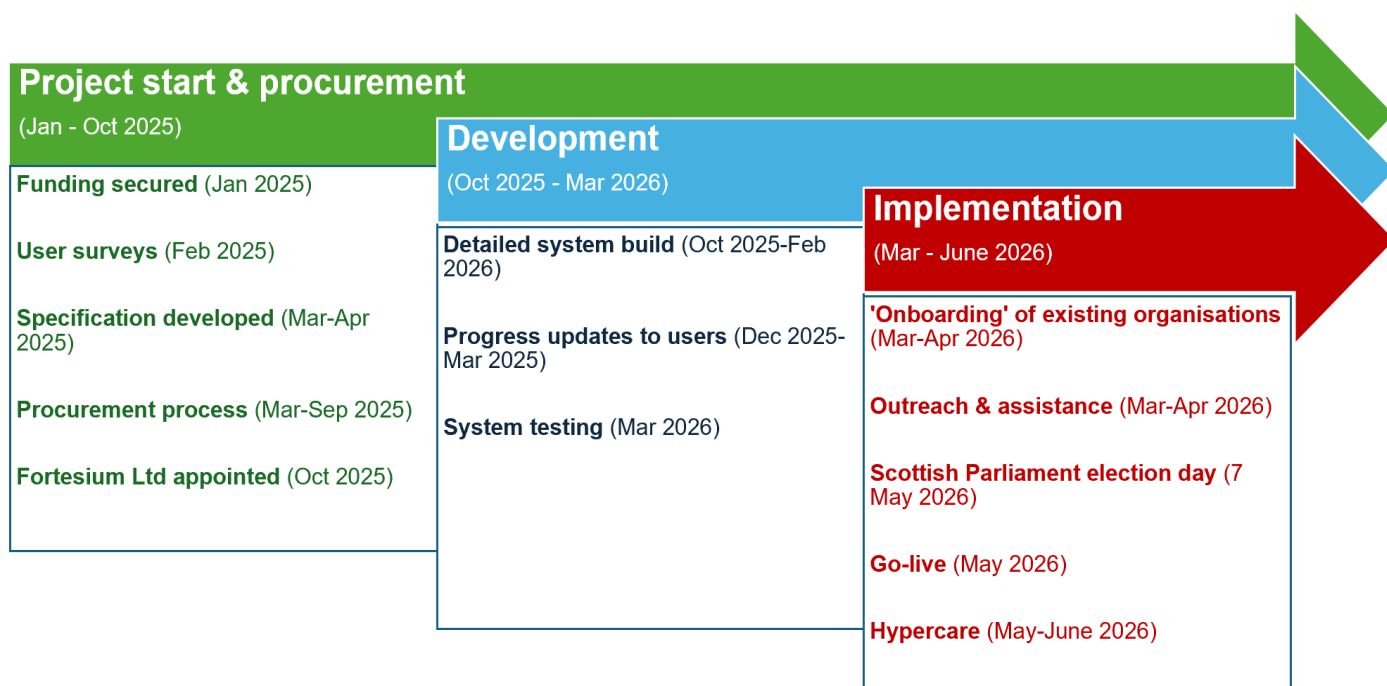 Project start & procurement
(Jan - Oct 2025)
Funding secured (Jan 2025)
User surveys (Feb 2025)
Specification developed (Mar-Apr
2025)
Procurement process (Mar-Sep 2025)
Fortesium Ltd appointed (Oct 2025)
Development
(Oct 2025 - Mar 2026)
Detailed system build (Oct 2025-Feb
2026)
Progress updates to users (Dec 2025-
Mar 2025)
System testing (Mar 2026)
Implementation
(Mar - June 2026)
'Onboarding' of existing organisations
(Mar-Apr 2026)
Outreach & assistance (Mar-Apr 2026)
Scottish Parliament election day (7
May 2026)
Go-live (May 2026)
Hypercare (May-June 2026)